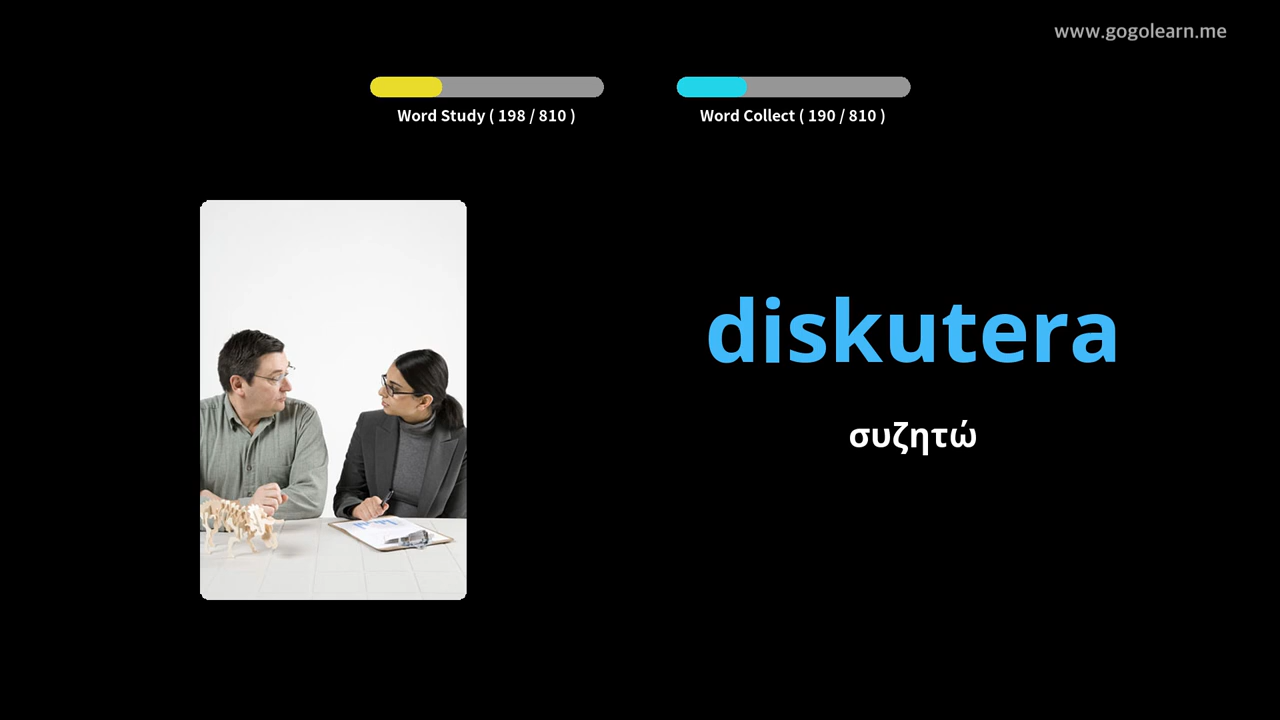 www.gogolearn.me
Word Study ( 198 / 810 )
Word Collect ( 190 / 810 )
diskutera
συζητώ